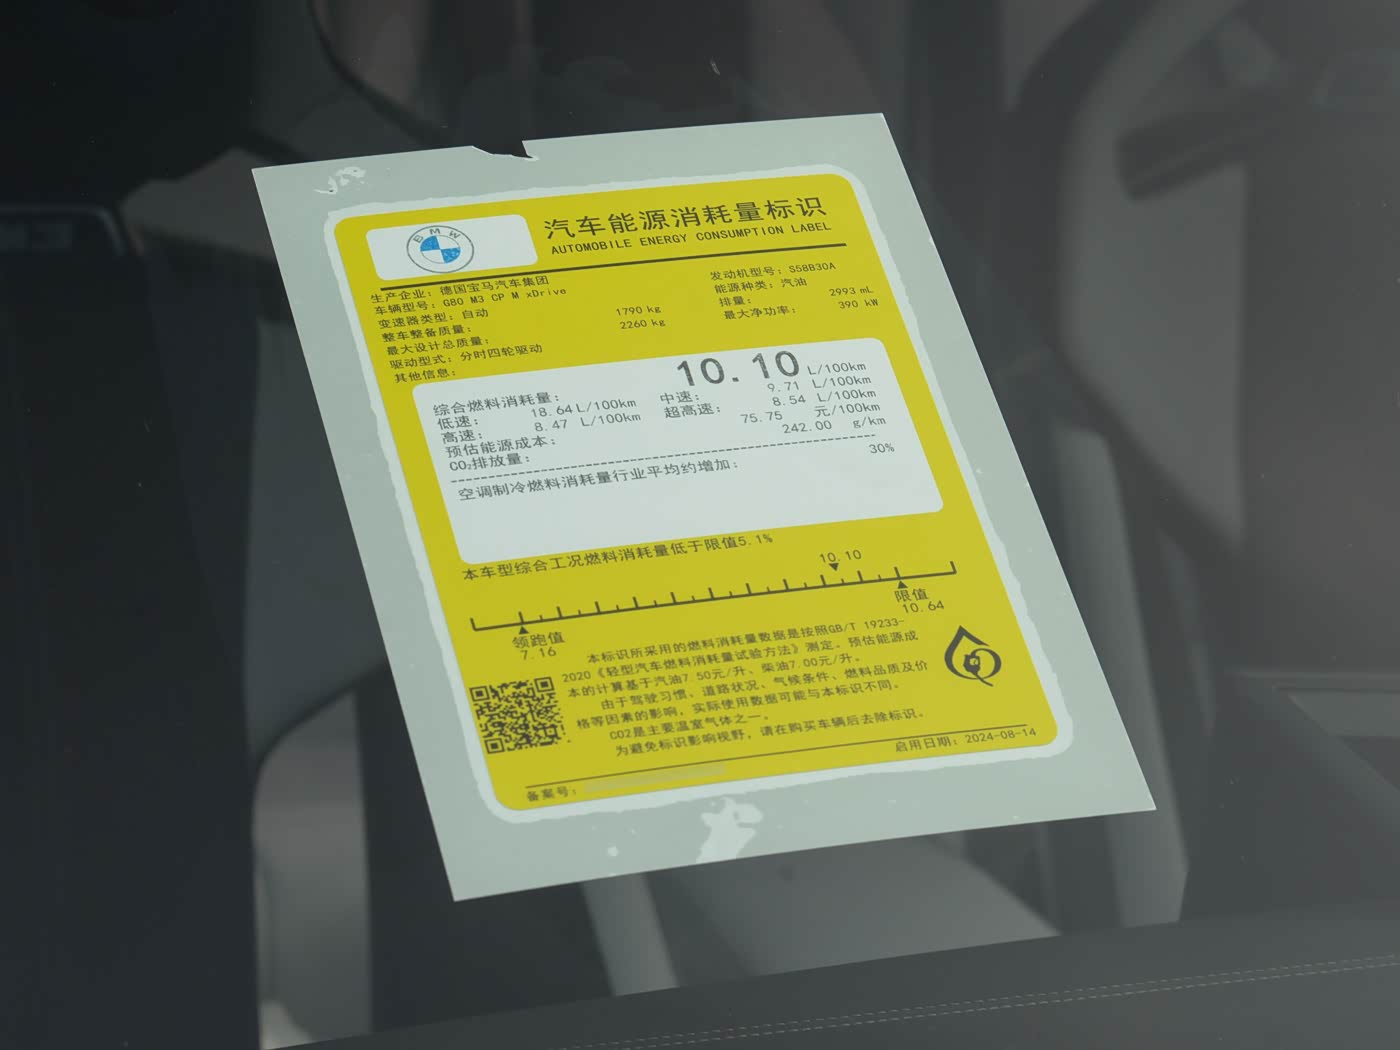 BMW
汽车能源消耗量标识
AUTOMOBILE ENERGY CONSUMPTION LABEL
生产企业：德国宝马汽车集团
车辆型号：G80 M3 CP M xDrive
变速器类型：自动
整车整备质量： 1790 kg
最大设计总质量： 2260 kg
驱动型式：分时四轮驱动
其他信息：
发动机型号：S58B30A
能源种类：汽油
排量： 2993 mL
最大净功率： 390 kW
综合燃料消耗量： 10.10 L/100km
低速： 18.64 L/100km 中速： 9.71 L/100km
高速： 8.47 L/100km 超高速： 8.54 L/100km
预估能源成本： 75.75 元/100km
CO₂排放量： 242.00 g/km
空调制冷燃料消耗量行业平均约增加： 30%
本车型综合工况燃料消耗量低于限值5.1%
10.10
领跑值
7.16
限值
10.64
本标识所采用的燃料消耗量数据是按照GB/T 19233-
2020《轻型汽车燃料消耗量试验方法》测定。预估能源成
本的计算基于汽油7.50元/升、柴油7.00元/升。
由于驾驶习惯、道路状况、气候条件、燃料品质及价
格等因素的影响，实际使用数据可能与本标识不同。
CO2是主要温室气体之一。
为避免标识影响视野，请在购买车辆后去除标识。
备案号：
启用日期：2024-08-14